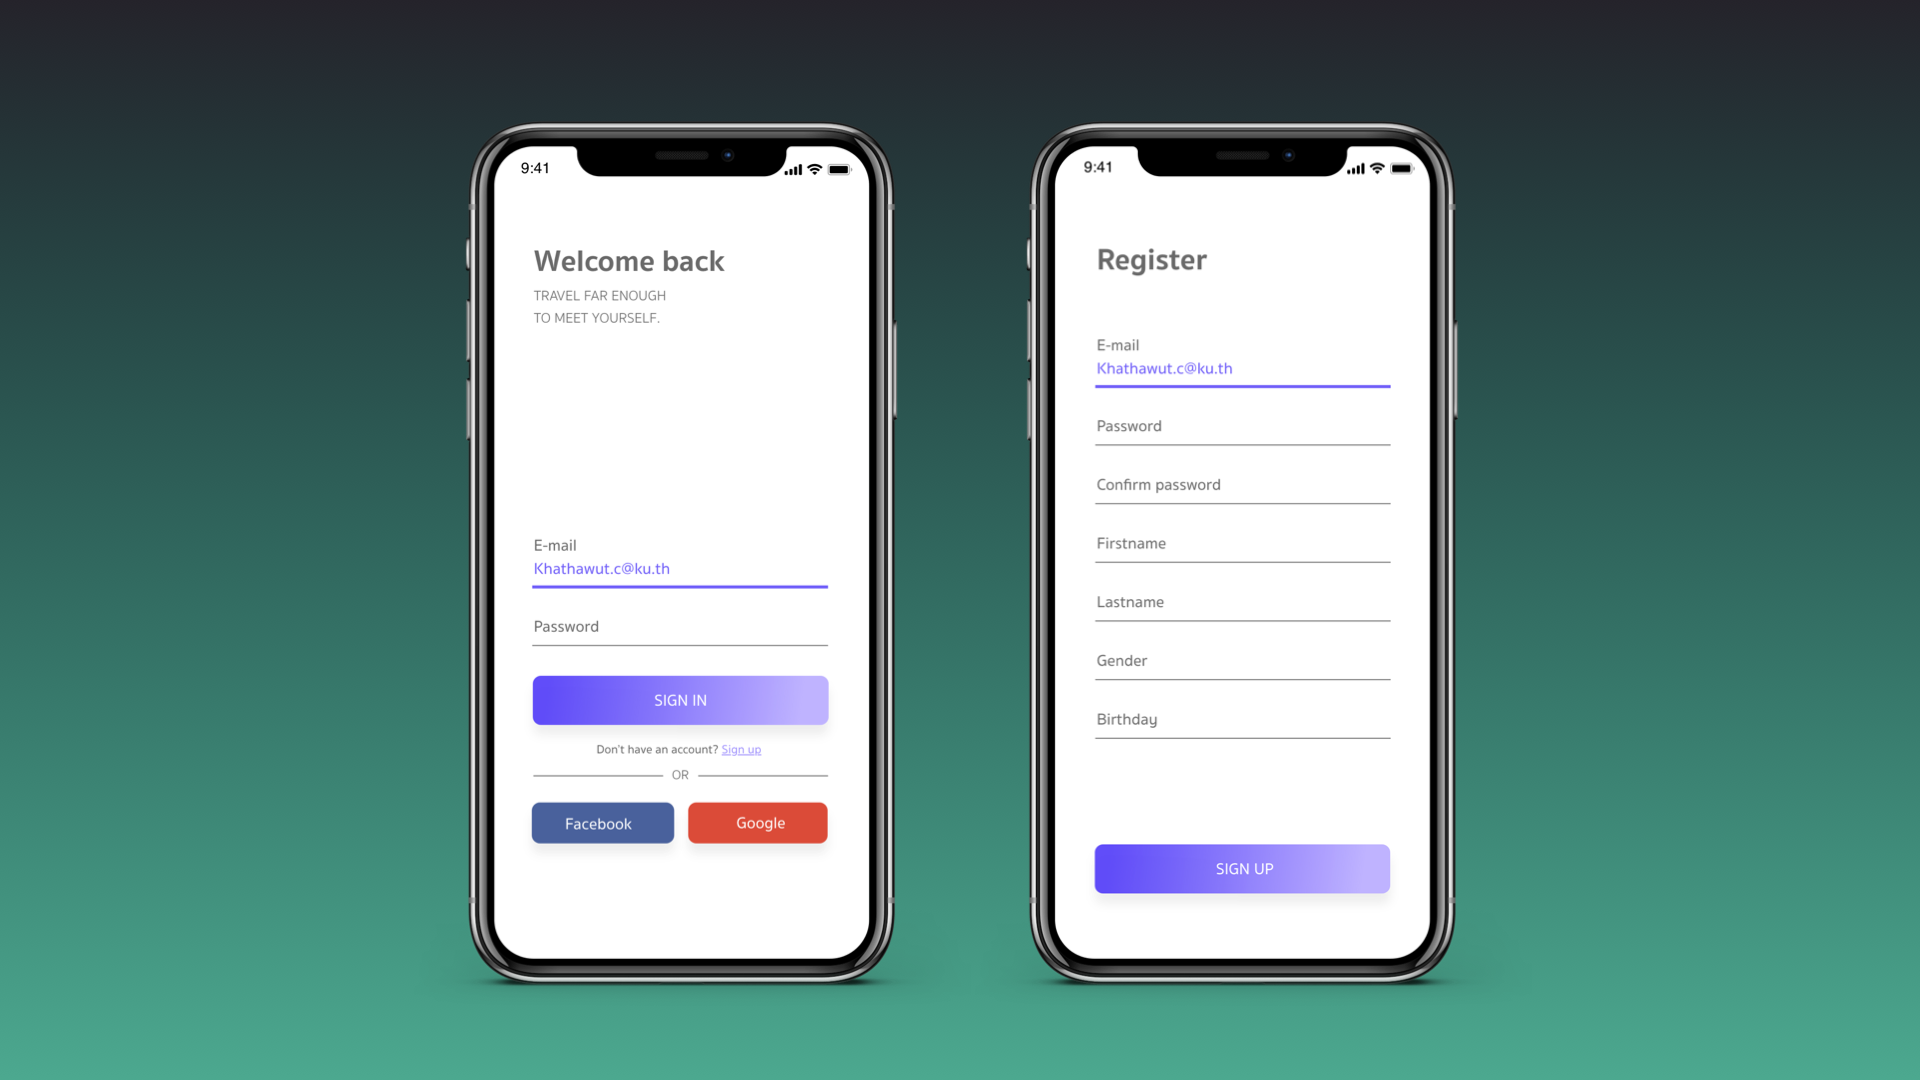 9:41
Welcome back
TRAVEL FAR ENOUGH
TO MEET YOURSELF.
E-mail
Khathawut.c@ku.th
Password
SIGN IN
Don't have an account? Sign up
OR
Facebook
Google
9:41
Register
E-mail
Khathawut.c@ku.th
Password
Confirm password
Firstname
Lastname
Gender
Birthday
SIGN UP